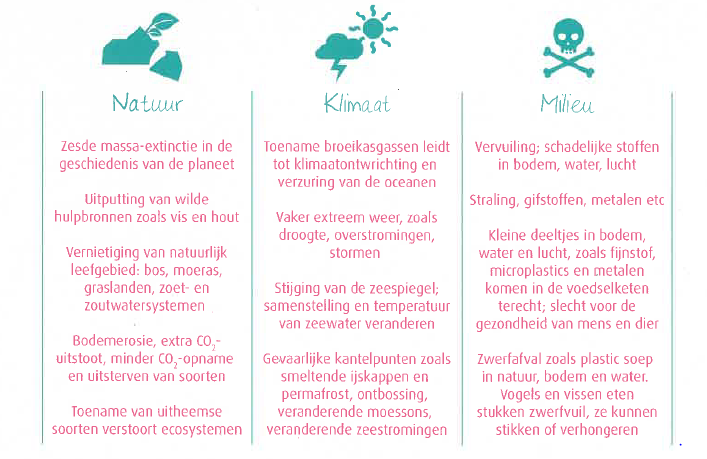 Natuur
Zesde massa-extinctie in de
geschiedenis van de planeet
Uitputting van wilde
hulpbronnen zoals vis en hout
Vernietiging van natuurlijk
leefgebied: bos, moeras,
graslanden, zoet- en
zoutwatersystemen
Bodemerosie, extra CO₂-
uitstoot, minder CO₂-opname
en uitsterven van soorten
Toename van uitheemse
soorten verstoort ecosystemen
Klimaat
Toename broeikasgassen leidt
tot klimaatontwrichting en
verzuring van de oceanen
Vaker extreem weer, zoals
droogte, overstromingen,
stormen
Stijging van de zeespiegel;
samenstelling en temperatuur
van zeewater veranderen
Gevaarlijke kantelpunten zoals
smeltende ijskappen en
permafrost, ontbossing,
veranderende moessons,
veranderende zeestromingen
Milieu
Vervuiling; schadelijke stoffen
in bodem, water, lucht
Straling, gifstoffen, metalen etc
Kleine deeltjes in bodem,
water en lucht, zoals fijnstof,
microplastics en metalen
komen in de voedselketen
terecht; slecht voor de
gezondheid van mens en dier
Zwerfafval zoals plastic soep
in natuur, bodem en water.
Vogels en vissen eten
stukken zwerfvuil, ze kunnen
stikken of verhongeren